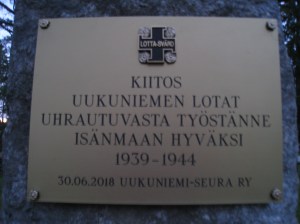 LOTTA-SVÄRD
KIITOS
UUKUNIEMEN LOTAT
UHRAUTUVASTA TYÖSTÄNNE
ISÄNMAAN HYVÄKSI
1939-1944
30.06.2018 UUKUNIEMI-SEURA RY